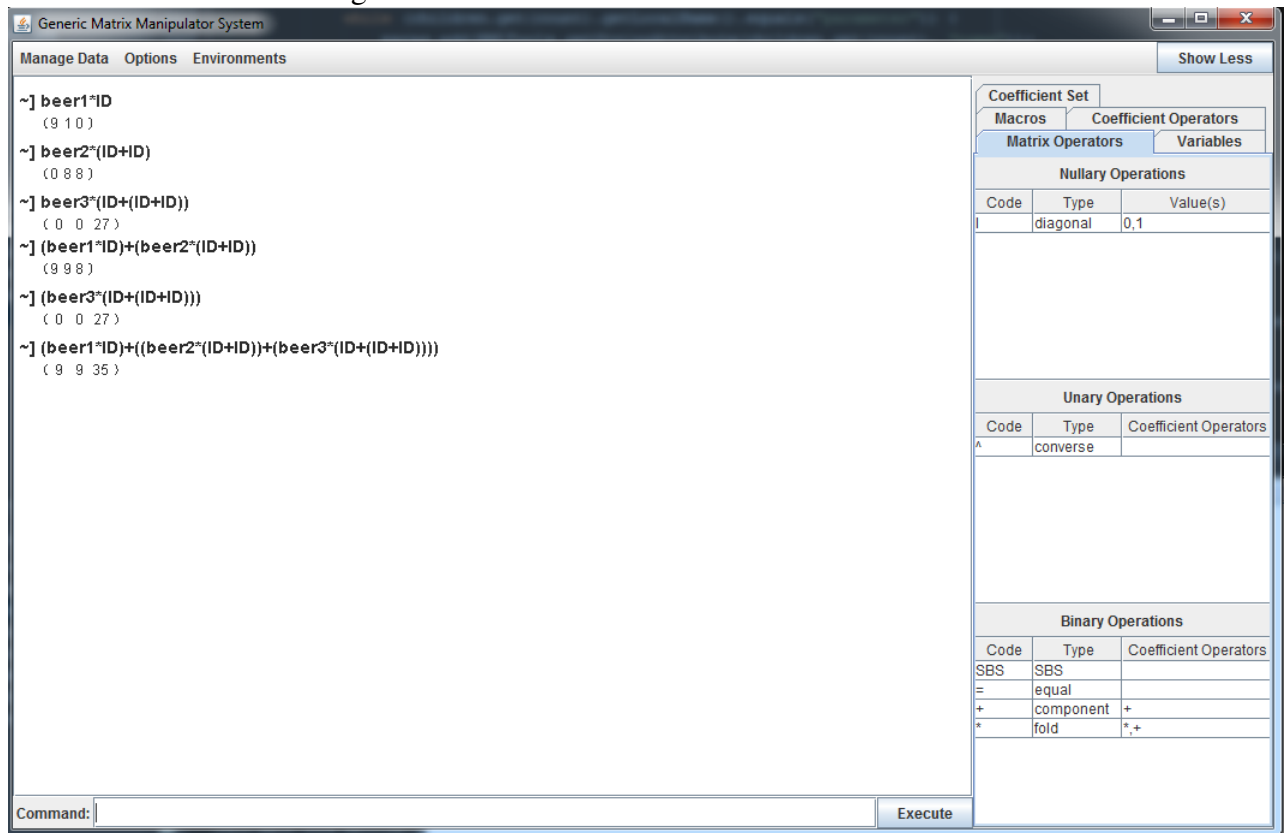 Generic Matrix Manipulator System
Manage Data Options Environments
Show Less
~] beer1*ID
(9 1 0)
~] beer2*(ID+ID)
(0 8 8)
~] beer3*(ID+(ID+ID))
( 0 0 27)
~] (beer1*ID)+(beer2*(ID+ID))
(9 9 8)
~] (beer3*(ID+(ID+ID)))
( 0 0 27)
~] (beer1*ID)+((beer2*(ID+ID))+(beer3*(ID+(ID+ID))))
( 9 9 35)
Coefficient Set
Macros Coefficient Operators
Matrix Operators Variables
Nullary Operations
Code Type Value(s)
I diagonal 0,1
Unary Operations
Code Type Coefficient Operators
^ converse
Binary Operations
Code Type Coefficient Operators
SBS SBS
= equal
+ component +
* fold *,+
Command:
Execute